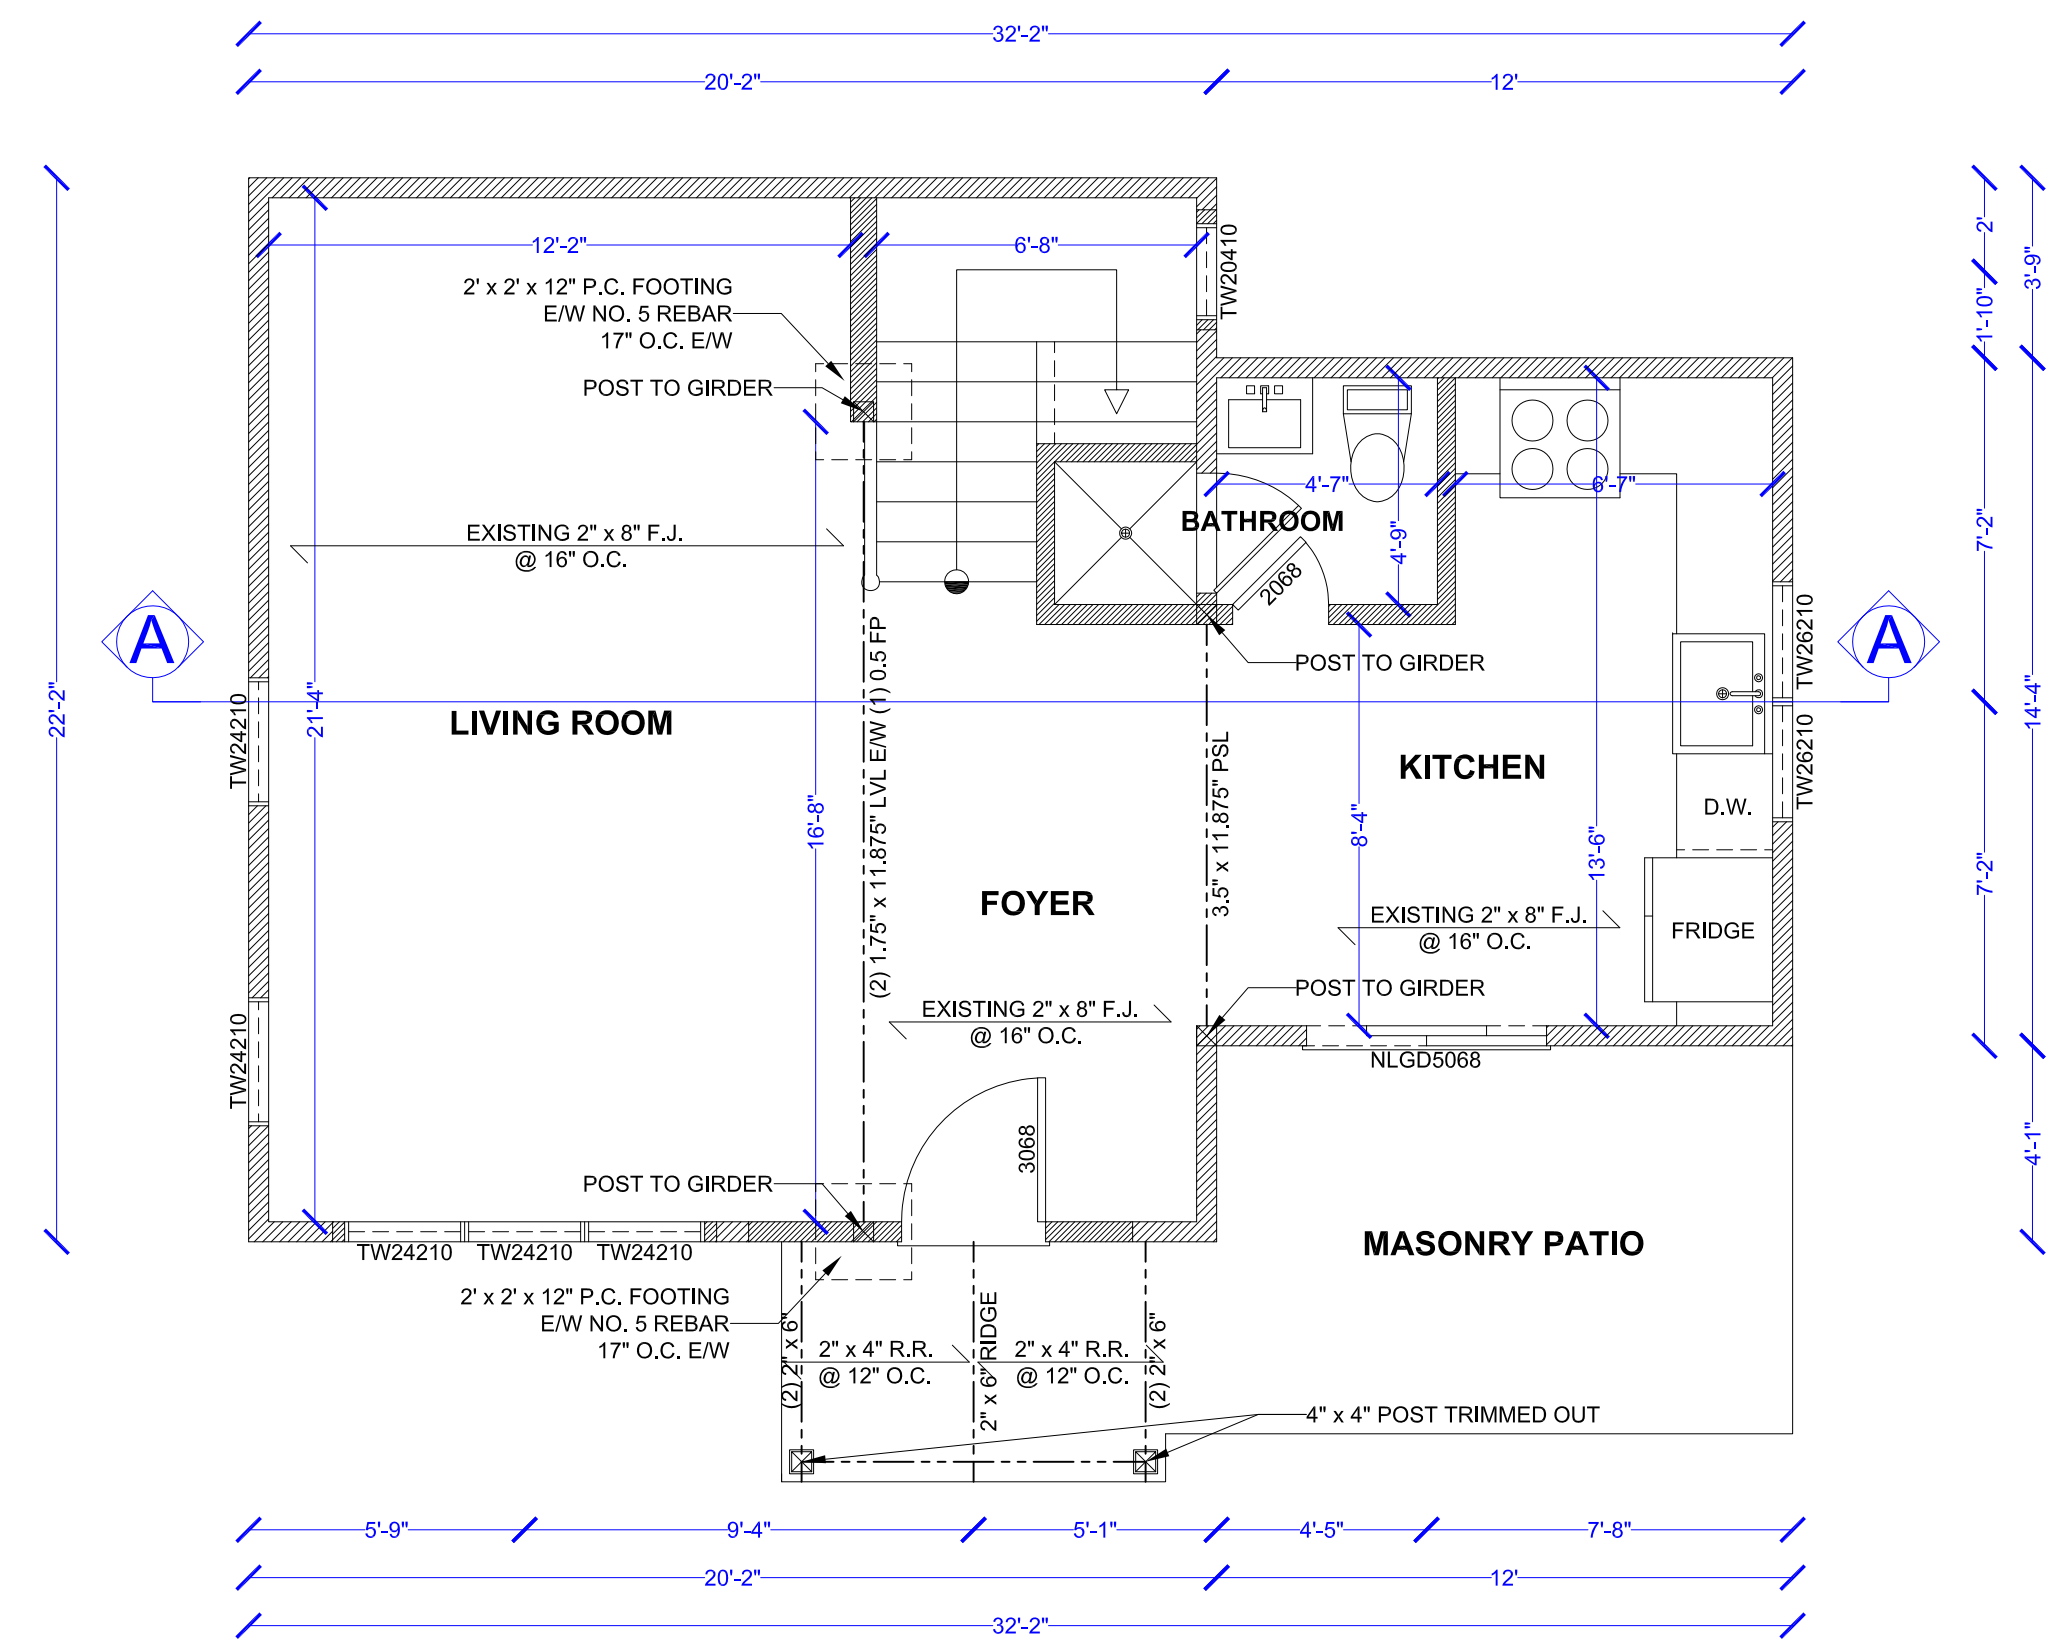 32'-2"
20'-2"
12'
12'-2"
6'-8"
TW20410
2'
1'-10"
3'-9"
2' x 2' x 12" P.C. FOOTING
E/W NO. 5 REBAR
17" O.C. E/W
POST TO GIRDER
4'-7"
6'-7"
BATHROOM
4'-9"
2068
7'-2"
EXISTING 2" x 8" F.J.
@ 16" O.C.
A
A
POST TO GIRDER
TW26210
22'-2"
21'-4"
TW24210
LIVING ROOM
(2) 1.75" x 11.875" LVL E/W (1) 0.5 FP
16'-8"
3.5" x 11.875" PSL
KITCHEN
8'-4"
13'-6"
D.W.
TW26210
14'-4"
7'-2"
FOYER
EXISTING 2" x 8" F.J.
@ 16" O.C.
FRIDGE
EXISTING 2" x 8" F.J.
@ 16" O.C.
POST TO GIRDER
NLGD5068
TW24210
3068
4'-1"
POST TO GIRDER
TW24210
TW24210
TW24210
MASONRY PATIO
2' x 2' x 12" P.C. FOOTING
E/W NO. 5 REBAR
17" O.C. E/W
(2) 2" x 6"
2" x 4" R.R.
@ 12" O.C.
2" x 6" RIDGE
2" x 4" R.R.
@ 12" O.C.
(2) 2" x 6"
4" x 4" POST TRIMMED OUT
5'-9"
9'-4"
5'-1"
4'-5"
7'-8"
20'-2"
12'
32'-2"